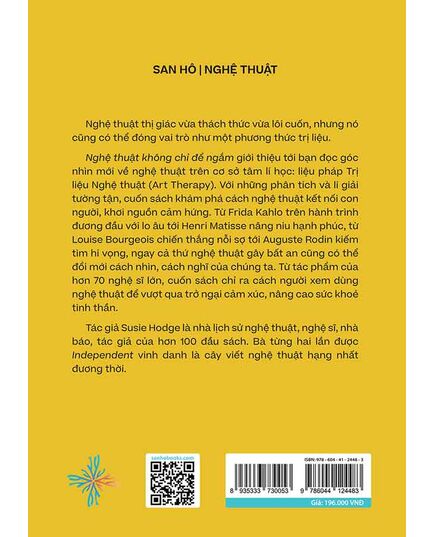 SAN HÔ | NGHỆ THUẬT
Nghệ thuật thị giác vừa thách thức vừa lôi cuốn, nhưng nó
cũng có thể đóng vai trò như một phương thức trị liệu.
Nghệ thuật không chỉ để ngắm giới thiệu tới bạn đọc góc
nhìn mới về nghệ thuật trên cơ sở tâm lí học: liệu pháp Trị
liệu Nghệ thuật (Art Therapy). Với những phân tích và lí giải
tường tận, cuốn sách khám phá cách nghệ thuật kết nối con
người, khơi nguồn cảm hứng. Từ Frida Kahlo trên hành trình
đương đầu với lo âu tới Henri Matisse nâng niu hạnh phúc, từ
Louise Bourgeois chiến thắng nỗi sợ tới Auguste Rodin kiếm
tìm hi vọng, ngay cả thứ nghệ thuật gây bất an cũng có thể
đổi mới cách nhìn, cách nghĩ của chúng ta. Từ tác phẩm của
hơn 70 nghệ sĩ lớn, cuốn sách chỉ ra cách người xem dùng
nghệ thuật để vượt qua trở ngại cảm xúc, nâng cao sức khoẻ
tinh thần.
Tác giả Susie Hodge là nhà lịch sử nghệ thuật, nghệ sĩ, nhà
báo, tác giả của hơn 100 đầu sách. Bà từng hai lần được
Independent vinh danh là cây viết nghệ thuật hạng nhất
đương thời.
sanhobooks.com
ISBN: 978-604-41-2448-3
8 935333 730053
9 786044 124483
Giá: 196.000 VNĐ